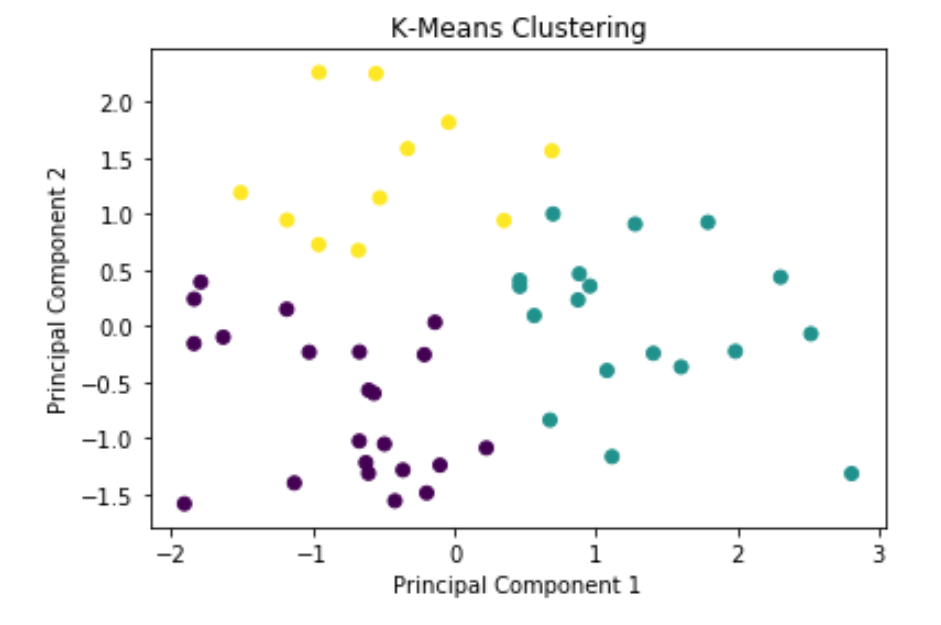 K-Means Clustering
2.0
1.5
1.0
0.5
0.0
−0.5
−1.0
−1.5
Principal Component 2
−2 −1 0 1 2 3
Principal Component 1